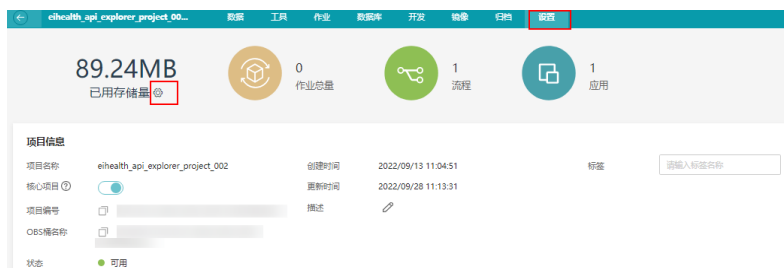 eihealth_api_explorer_project_00... 数据 工具 作业 数据库 开发 镜像 归档 设置
89.24MB
已用存储量
0
作业总量
1
流程
1
应用
项目信息
项目名称 eihealth_api_explorer_project_002 创建时间 2022/09/13 11:04:51 标签 请输入标签名称
核心项目 更新时间 2022/09/28 11:13:31
项目编号 描述
OBS桶名称
状态 可用